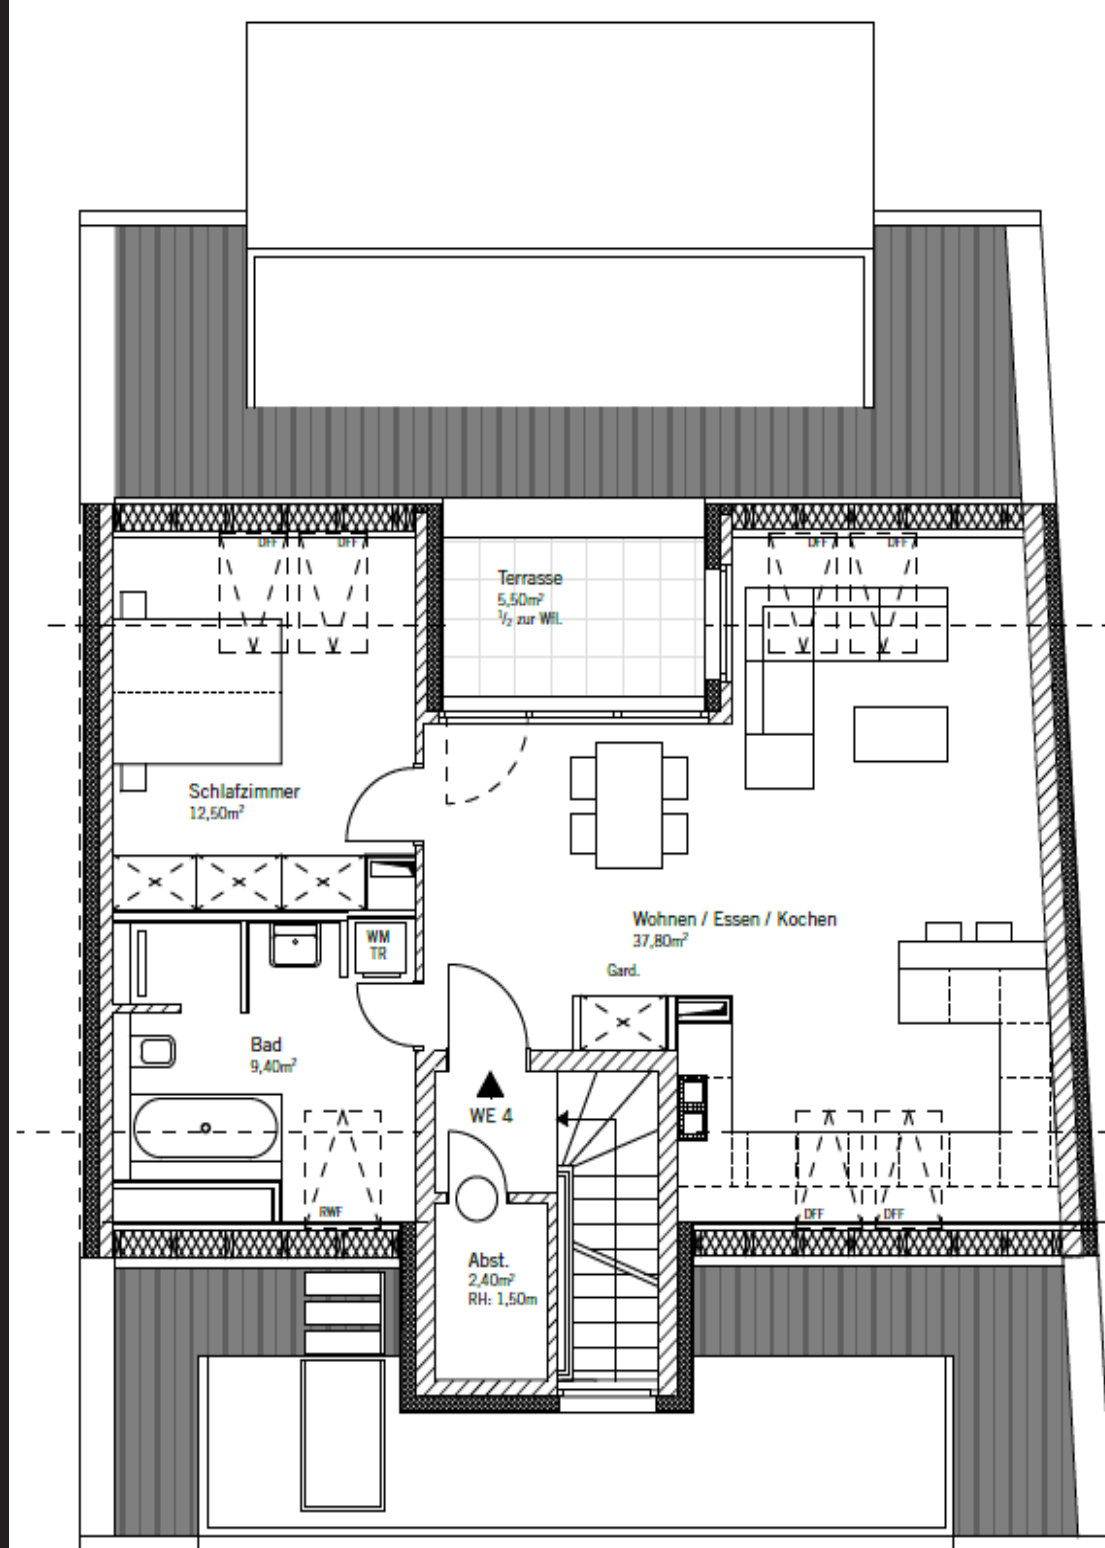 DFF
DFF
DFF
DFF
Terrasse
5,50m²
½ zur Wfl.
Schlafzimmer
12,50m²
Wohnen / Essen / Kochen
37,80m²
Gard.
WM
TR
Bad
9,40m²
WE 4
RWF
DFF
DFF
Abst.
2,40m²
RH: 1,50m